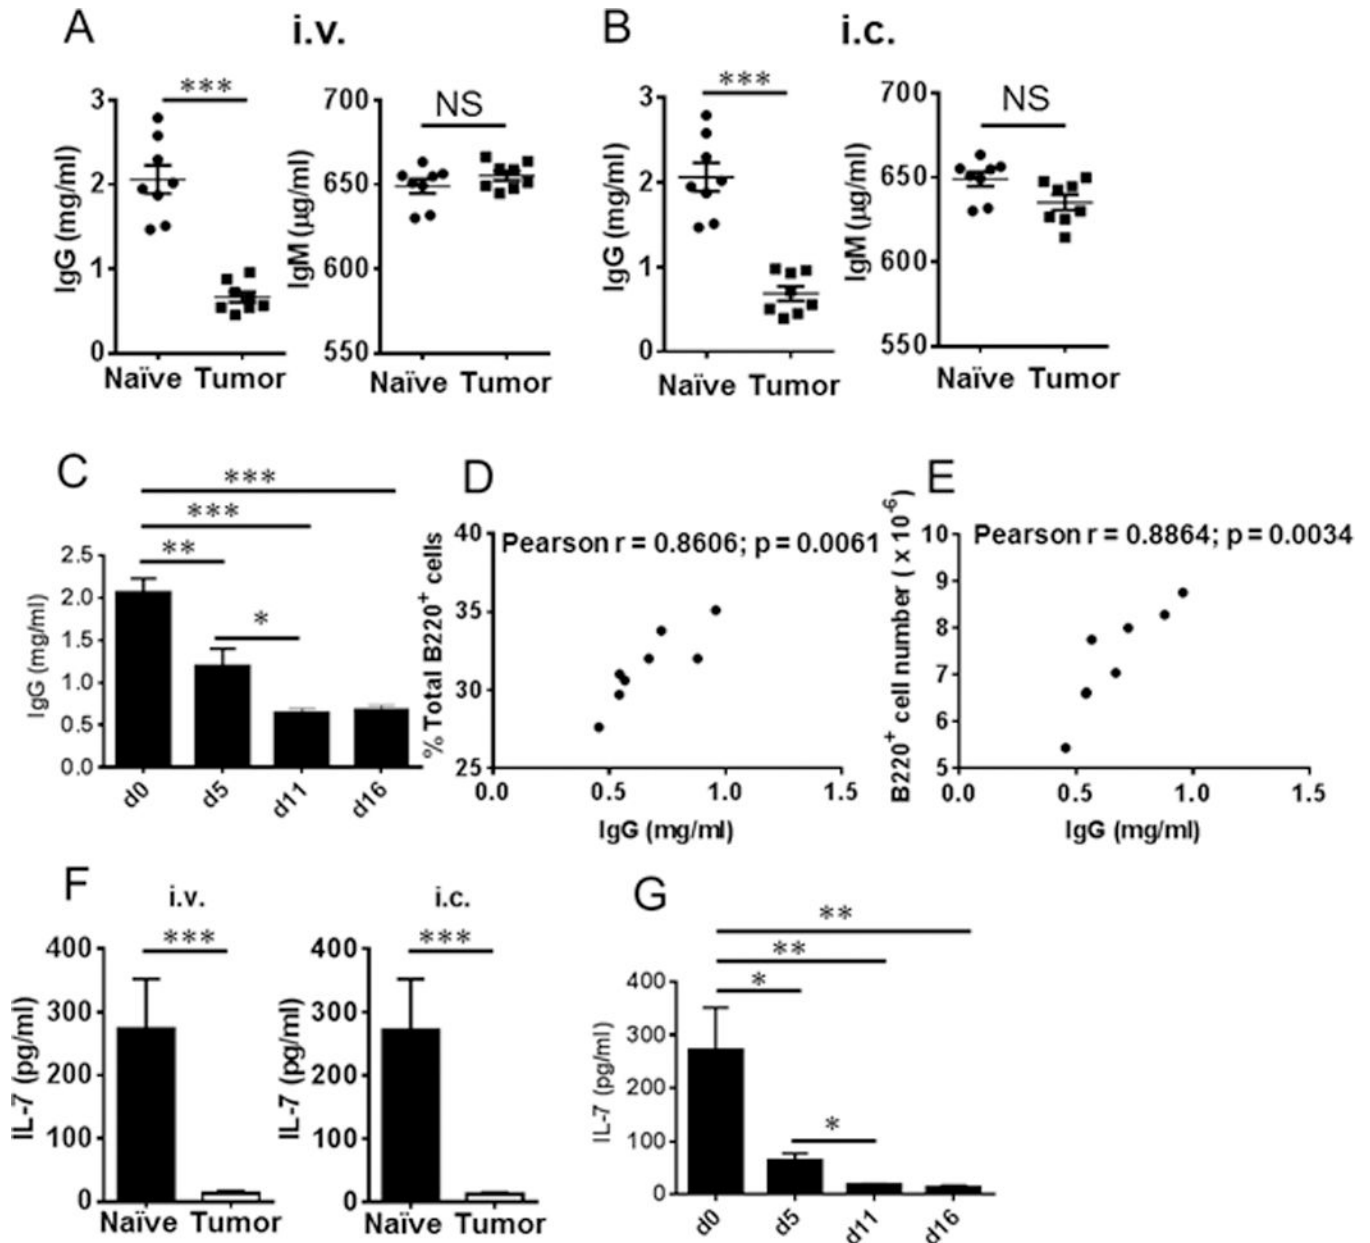 A
i.v.
B
i.c.
***
NS
***
NS
IgG (mg/ml)
3
2
1
0
Naïve Tumor
IgM (µg/ml)
700
650
600
550
Naïve Tumor
IgG (mg/ml)
3
2
1
0
Naïve Tumor
IgM (µg/ml)
700
650
600
550
Naïve Tumor
C
***
***
**
*
IgG (mg/ml)
2.5
2.0
1.5
1.0
0.5
0.0
d0 d5 d11 d16
D
Pearson r = 0.8606; p = 0.0061
% Total B220+ cells
40
35
30
25
0.0 0.5 1.0 1.5
IgG (mg/ml)
E
Pearson r = 0.8864; p = 0.0034
B220+ cell number ( x 10-6)
10
9
8
7
6
5
0.0 0.5 1.0 1.5
IgG (mg/ml)
F
i.v.
***
IL-7 (pg/ml)
400
300
200
100
0
Naïve Tumor
i.c.
***
IL-7 (pg/ml)
400
300
200
100
0
Naïve Tumor
G
**
**
*
*
IL-7 (pg/ml)
400
300
200
100
0
d0 d5 d11 d16